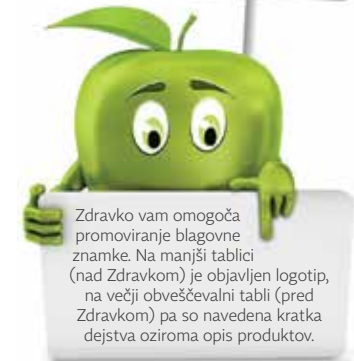 Zdravko vam omogoča
promoviranje blagovne
znamke. Na manjši tablici
(nad Zdravkom) je objavljen logotip,
na večji obveščevalni tabli (pred
Zdravkom) pa so navedena kratka
dejstva oziroma opis produktov.